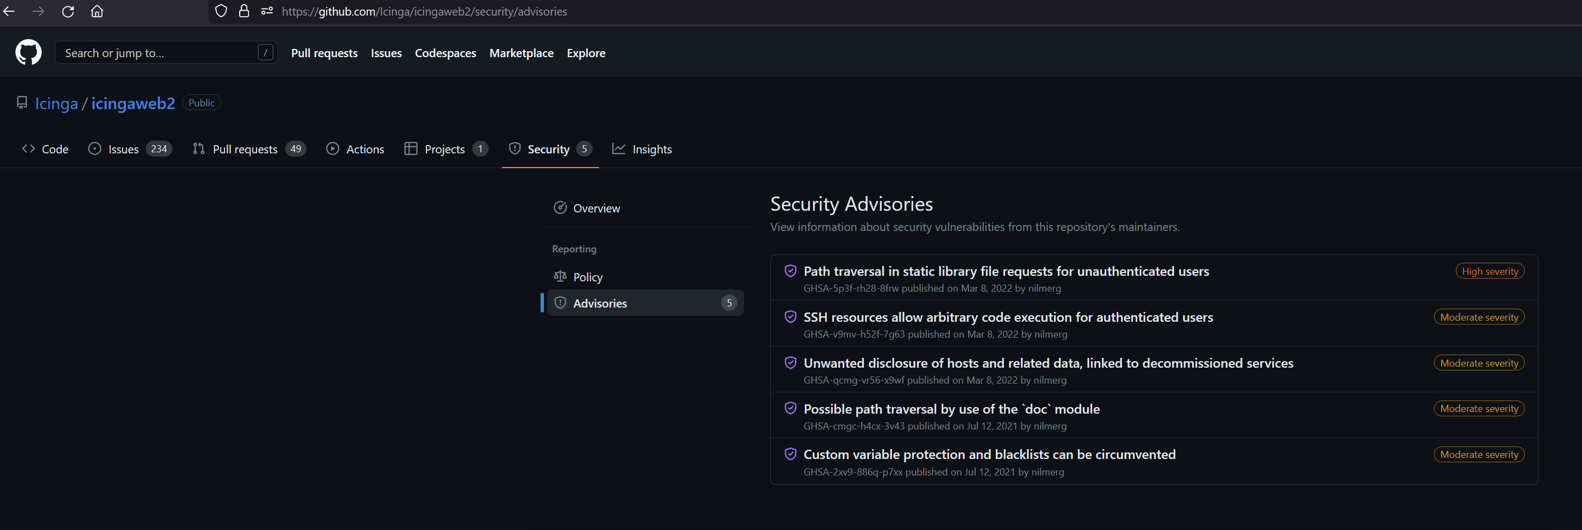 https://github.com/Icinga/icingaweb2/security/advisories
Search or jump to... /
Pull requests Issues Codespaces Marketplace Explore
Icinga / icingaweb2 Public
Code Issues 234 Pull requests 49 Actions Projects 1 Security 5 Insights
Overview
Reporting
Policy
Advisories 5
Security Advisories
View information about security vulnerabilities from this repository's maintainers.
Path traversal in static library file requests for unauthenticated users High severity
GHSA-5p3f-rh28-8frw published on Mar 8, 2022 by nilmerg
SSH resources allow arbitrary code execution for authenticated users Moderate severity
GHSA-v9mv-h52f-7g63 published on Mar 8, 2022 by nilmerg
Unwanted disclosure of hosts and related data, linked to decommissioned services Moderate severity
GHSA-qcmg-vr56-x9wf published on Mar 8, 2022 by nilmerg
Possible path traversal by use of the `doc` module Moderate severity
GHSA-cmgc-h4cx-3v43 published on Jul 12, 2021 by nilmerg
Custom variable protection and blacklists can be circumvented Moderate severity
GHSA-2xv9-886q-p7xx published on Jul 12, 2021 by nilmerg